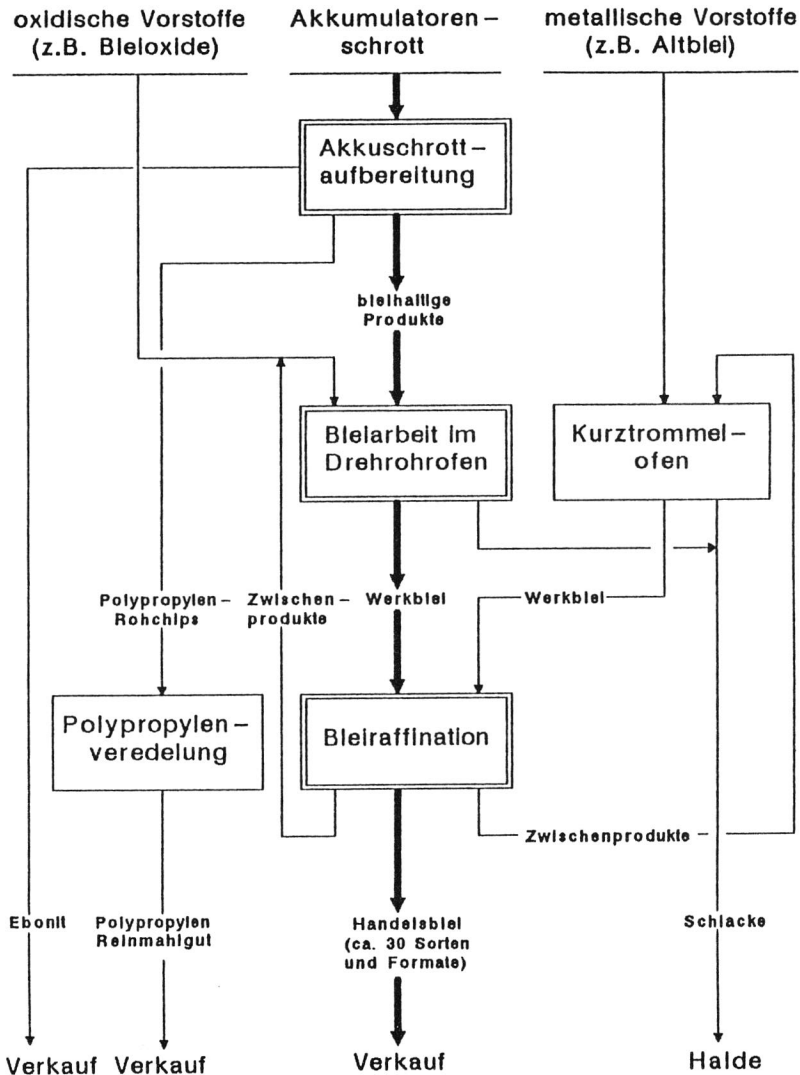 oxidische Vorstoffe
(z.B. Bleioxide)
Akkumulatoren–
schrott
metallische Vorstoffe
(z.B. Altblei)
Akkuschrott–
aufbereitung
bleihaltige
Produkte
Bleiarbeit im
Drehrohrofen
Kurztrommel–
ofen
Polypropylen–
Rohchips
Zwischen–
produkte
Werkblei
Werkblei
Polypropylen–
veredelung
Bleiraffination
Zwischenprodukte
Ebonit
Polypropylen
Reinmahlgut
Handelsblei
(ca. 30 Sorten
und Formate)
Schlacke
Verkauf
Verkauf
Verkauf
Halde